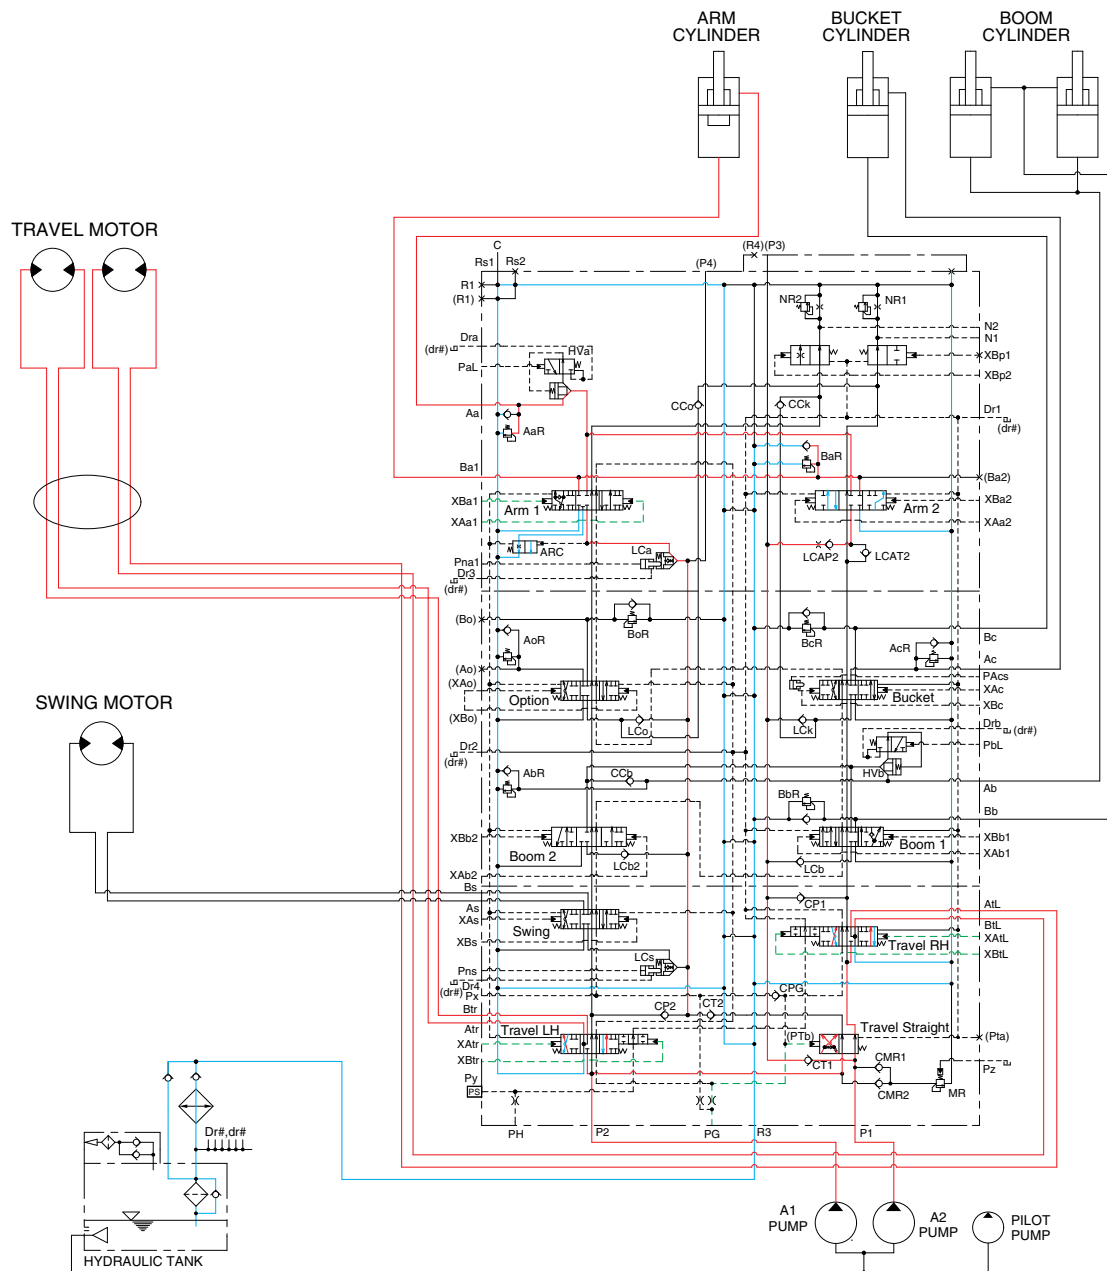 ARM
CYLINDER
BUCKET
CYLINDER
BOOM
CYLINDER
TRAVEL MOTOR
C
Rs1
Rs2
(R4)(P3)
(P4)
R1
(R1)
NR2
NR1
N2
N1
Dra
(dr#)
HVa
PaL
XBp1
XBp2
CCo
CCk
Aa
AaR
Dr1
(dr#)
BaR
Ba1
(Ba2)
XBa1
Arm 1
XAa1
XBa2
Arm 2
XAa2
ARC
LCa
LCAP2
LCAT2
Pna1
Dr3
(dr#)
(Bo)
BoR
BcR
Bc
AoR
AcR
Ac
(Ao)
PAcs
(XAo)
XAc
Option
Bucket
XBc
(XBo)
LCo
LCk
Drb
(dr#)
Dr2
(dr#)
PbL
HVb
AbR
CCb
Ab
BbR
Bb
XBb2
Boom 2
XBb1
Boom 1
XAb1
LCb2
LCb
XAb2
Bs
CP1
As
AtL
XAs
Swing
BtL
XAtL
Travel RH
XBs
XBtL
LCs
Pns
Dr4
(dr#)
Px
CPG
Btr
CP2
CT2
Atr
Travel LH
Travel Straight
(PTb)
(Pta)
XAtr
XBtr
CT1
CMR1
Pz
Py
PS
CMR2
MR
PH
P2
PG
R3
P1
SWING MOTOR
Dr#,dr#
HYDRAULIC TANK
A1
PUMP
A2
PUMP
PILOT
PUMP